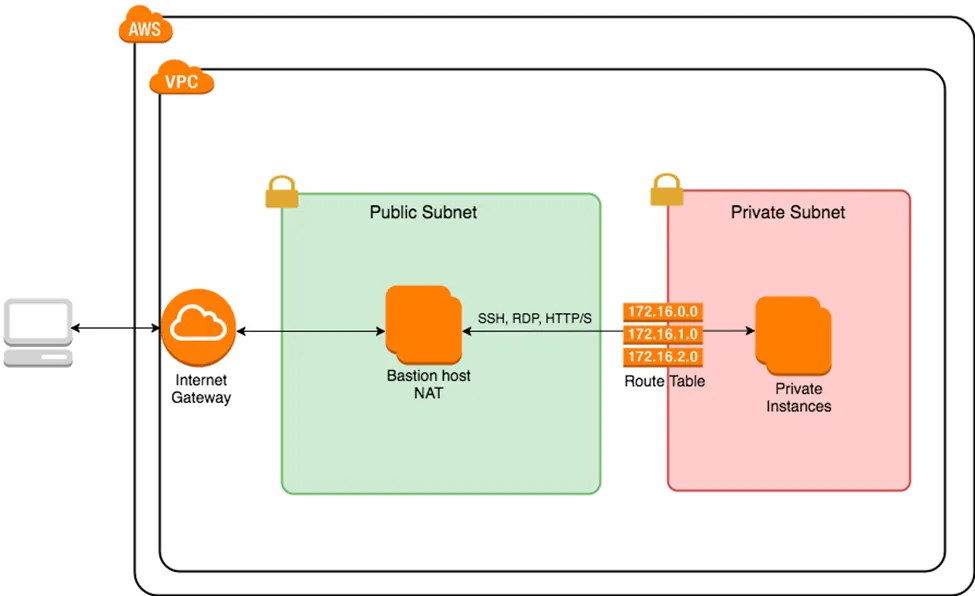 AWS
VPC
Public Subnet
Private Subnet
SSH, RDP, HTTP/S
172.16.0.0
172.16.1.0
172.16.2.0
Route Table
Internet
Gateway
Bastion host
NAT
Private
Instances